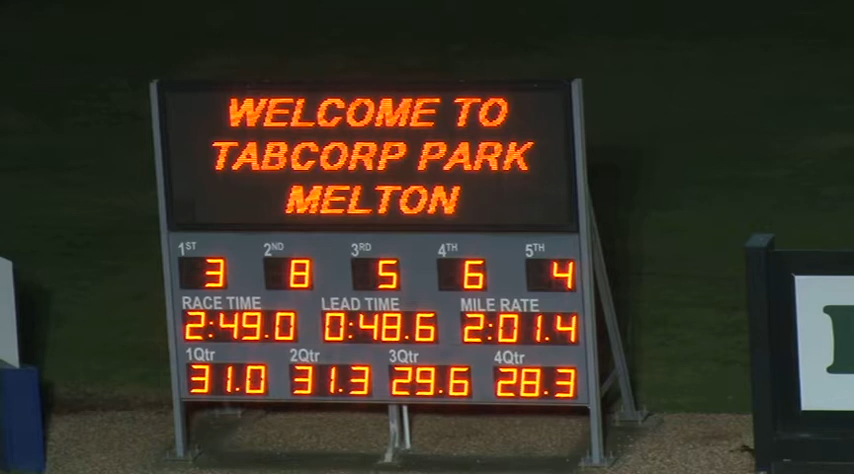 WELCOME TO
TABCORP PARK
MELTON
1ST 2ND 3RD 4TH 5TH
3 8 5 6 4
RACE TIME LEAD TIME MILE RATE
2:49.0 0:48.6 2:01.4
1Qtr 2Qtr 3Qtr 4Qtr
31.0 31.3 29.6 28.3